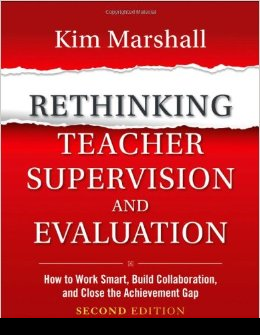 Kim Marshall
RETHINKING
TEACHER
SUPERVISION
AND
EVALUATION
How to Work Smart, Build Collaboration,
and Close the Achievement Gap
SECOND EDITION